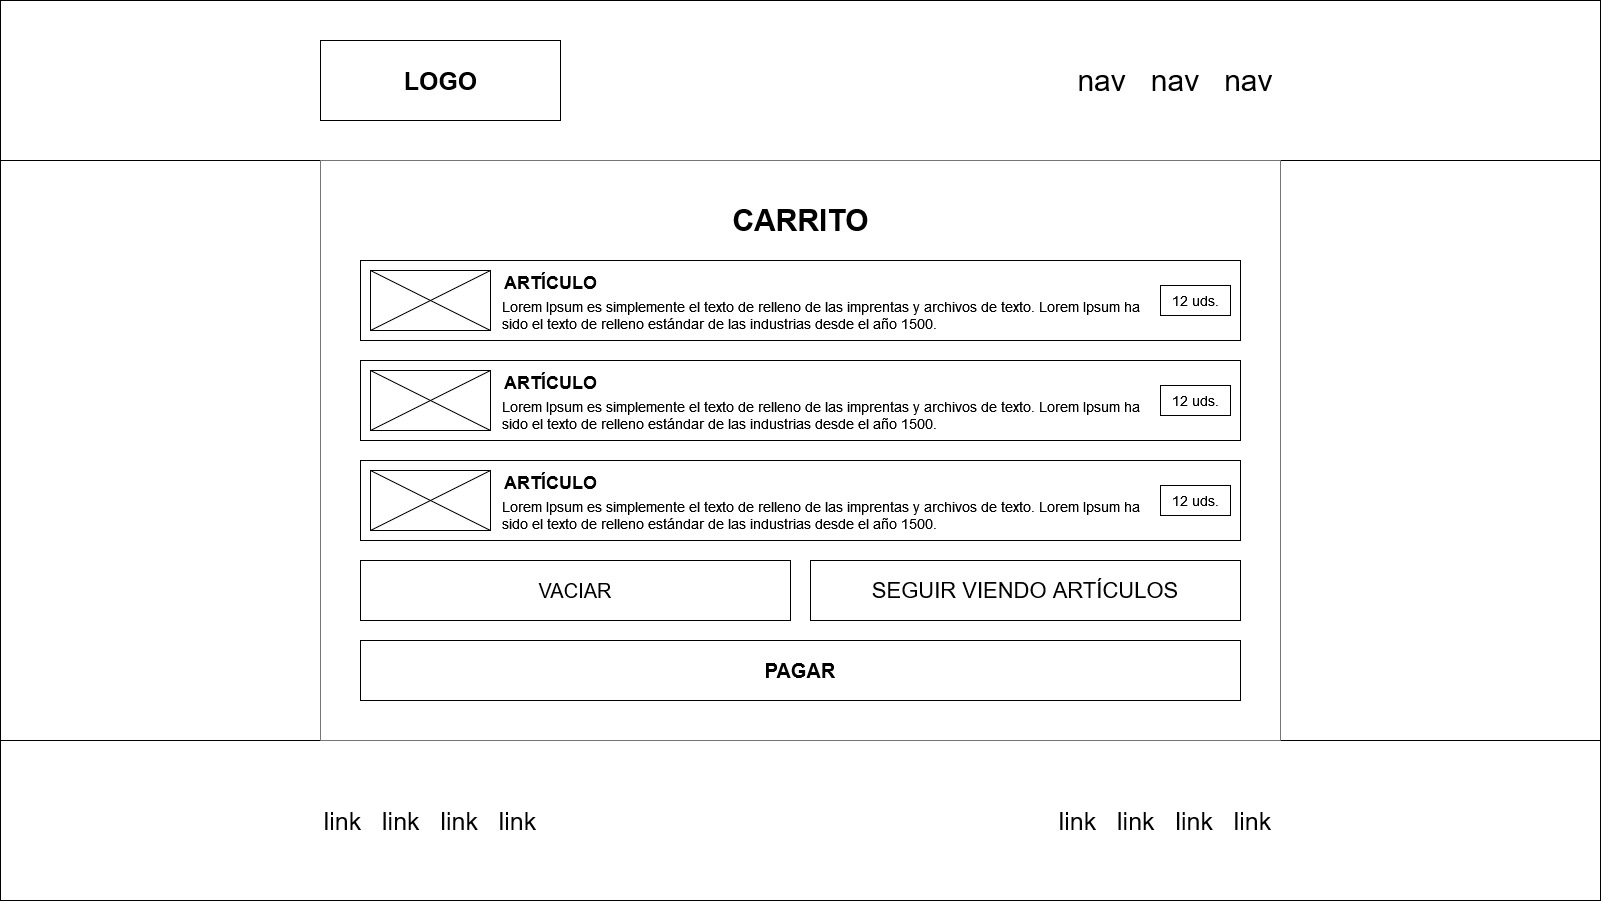 LOGO
nav nav nav
CARRITO
ARTÍCULO
Lorem Ipsum es simplemente el texto de relleno de las imprentas y archivos de texto. Lorem Ipsum ha
sido el texto de relleno estándar de las industrias desde el año 1500.
12 uds.
ARTÍCULO
Lorem Ipsum es simplemente el texto de relleno de las imprentas y archivos de texto. Lorem Ipsum ha
sido el texto de relleno estándar de las industrias desde el año 1500.
12 uds.
ARTÍCULO
Lorem Ipsum es simplemente el texto de relleno de las imprentas y archivos de texto. Lorem Ipsum ha
sido el texto de relleno estándar de las industrias desde el año 1500.
12 uds.
VACIAR
SEGUIR VIENDO ARTÍCULOS
PAGAR
link link link link
link link link link